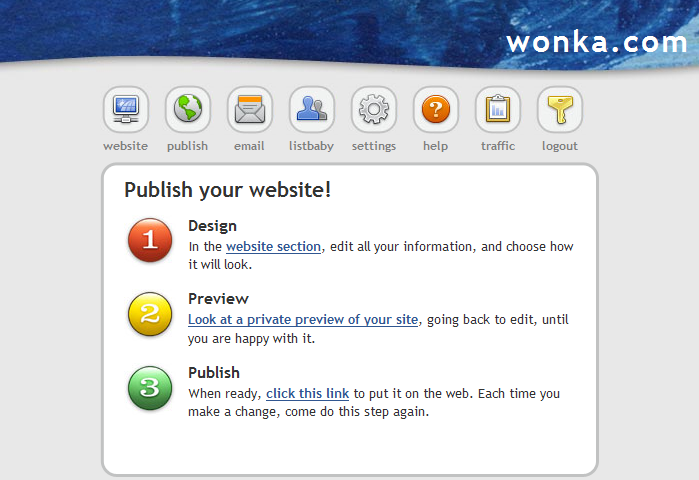 wonka.com
website publish email listbaby settings help traffic logout
Publish your website!
1
Design
In the website section, edit all your information, and choose how
it will look.
2
Preview
Look at a private preview of your site, going back to edit, until
you are happy with it.
3
Publish
When ready, click this link to put it on the web. Each time you
make a change, come do this step again.